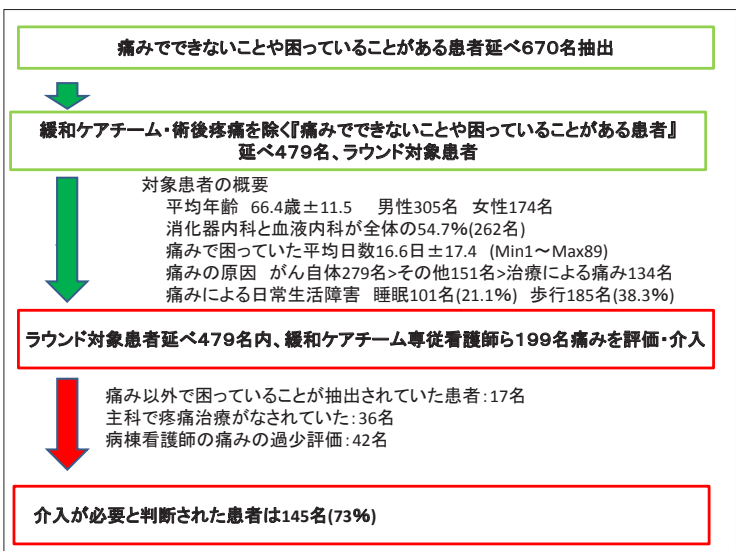 痛みでできないことや困っていることがある患者延べ670名抽出
緩和ケアチーム・術後疼痛を除く『痛みでできないことや困っていることがある患者』
延べ479名、ラウンド対象患者
対象患者の概要
平均年齢 66.4歳±11.5 男性305名 女性174名
消化器内科と血液内科が全体の54.7%(262名)
痛みで困っていた平均日数16.6日±17.4 (Min1～Max89)
痛みの原因 がん自体279名>その他151名>治療による痛み134名
痛みによる日常生活障害 睡眠101名(21.1%) 歩行185名(38.3%)
ラウンド対象患者延べ479名内、緩和ケアチーム専従看護師ら199名痛みを評価・介入
痛み以外で困っていることが抽出されていた患者:17名
主科で疼痛治療がなされていた:36名
病棟看護師の痛みの過少評価:42名
介入が必要と判断された患者は145名(73%)